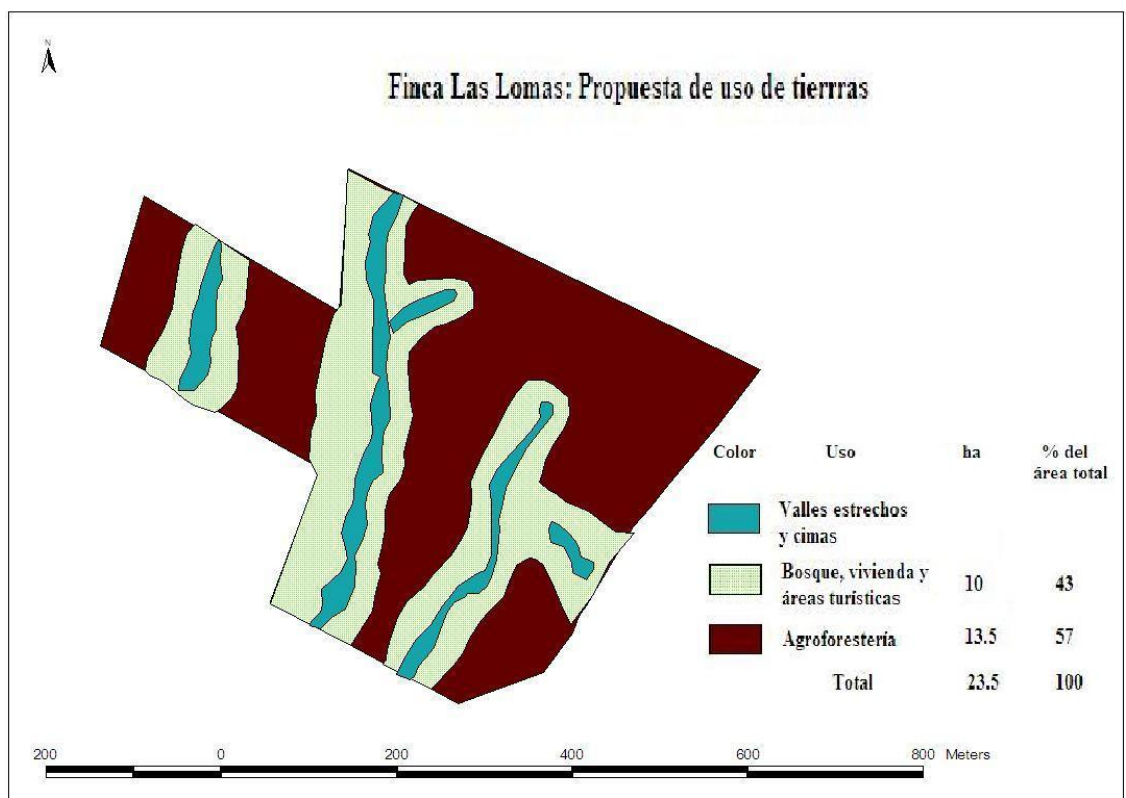 N
Finca Las Lomas: Propuesta de uso de tierrras
Color Uso ha % del
área total
Valles estrechos
y cimas
Bosque, vivienda y 10 43
áreas turísticas
Agroforestería 13.5 57
Total 23.5 100
200 0 200 400 600 800 Meters